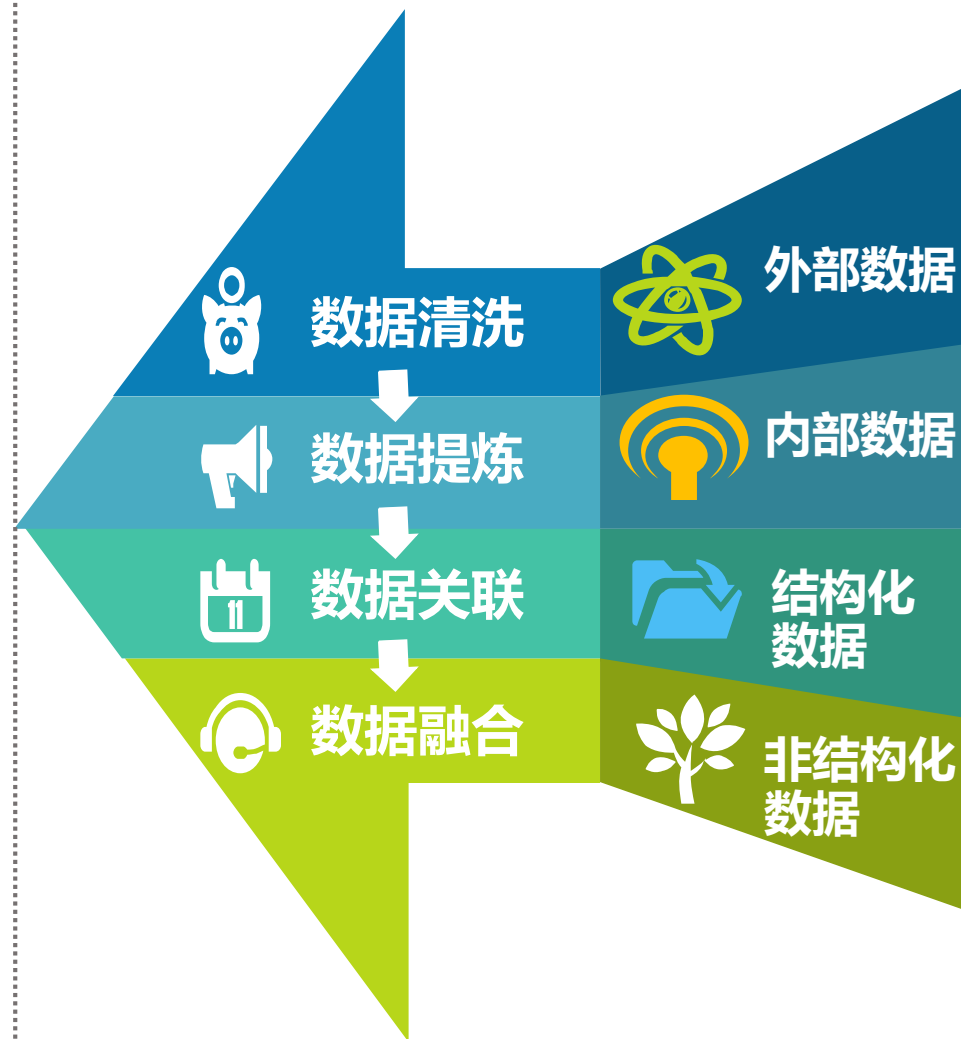 数据清洗
数据提炼
数据关联
11
数据融合
外部数据
内部数据
结构化
数据
非结构化
数据